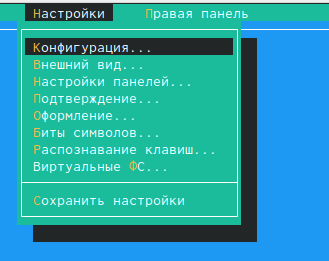 Настройки Правая панель
Конфигурация...
Внешний вид...
Настройки панелей...
Подтверждение...
Оформление...
Биты символов...
Распознавание клавиш...
Виртуальные ФС...
Сохранить настройки